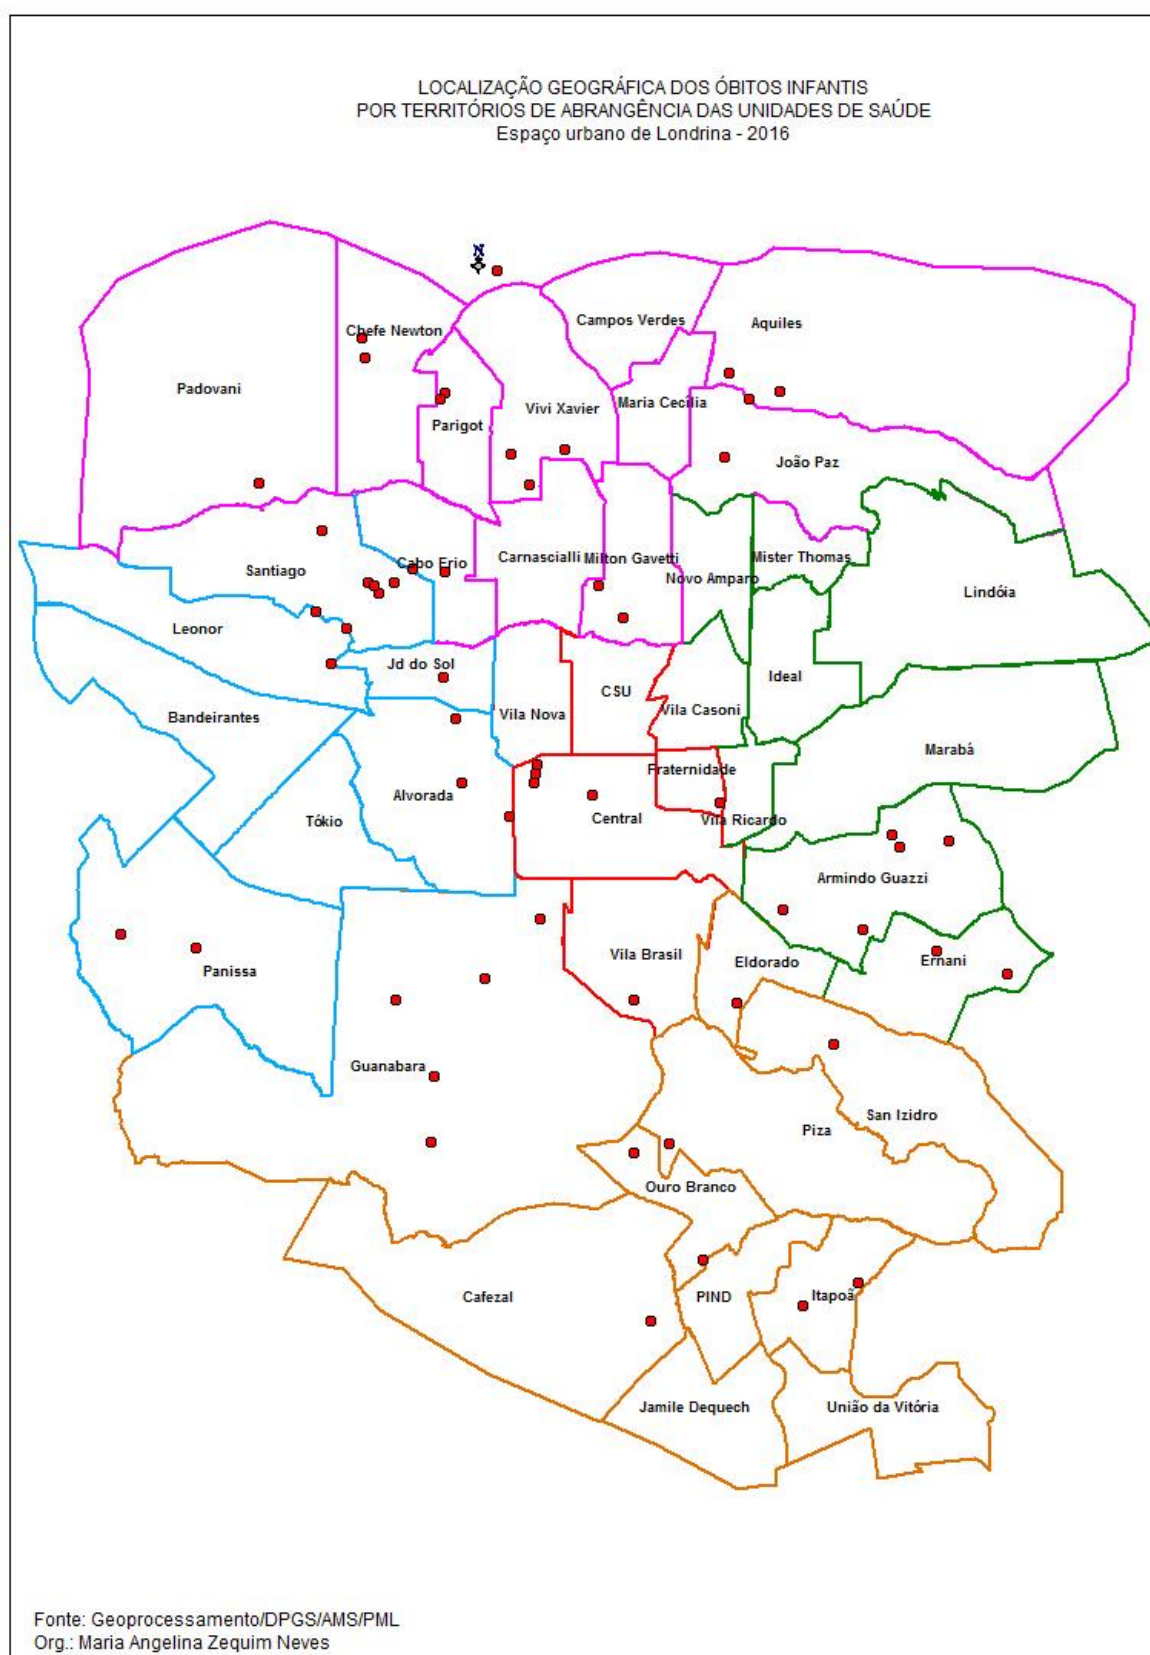 LOCALIZAÇÃO GEOGRÁFICA DOS ÓBITOS INFANTIS
POR TERRITÓRIOS DE ABRANGÊNCIA DAS UNIDADES DE SAÚDE
Espaço urbano de Londrina - 2016
N
Campos Verdes
Aquiles
Chefe Newton
Padovani
Maria Cecília
Vivi Xavier
Parigot
João Paz
Mister Thomas
Carnascialli
Milton Gavetti
Cabo Frio
Santiago
Novo Amparo
Lindóia
Leonor
Jd do Sol
Ideal
CSU
Vila Casoni
Vila Nova
Bandeirantes
Marabá
Fraternidade
Alvorada
Central
Vila Ricardo
Tókio
Armindo Guazzi
Vila Brasil
Eldorado
Ernani
Panissa
Guanabara
San Izidro
Piza
Ouro Branco
Cafezal
PIND
Itapoã
Jamile Dequech
União da Vitória
Fonte: Geoprocessamento/DPGS/AMS/PML
Org.: Maria Angelina Zequim Neves